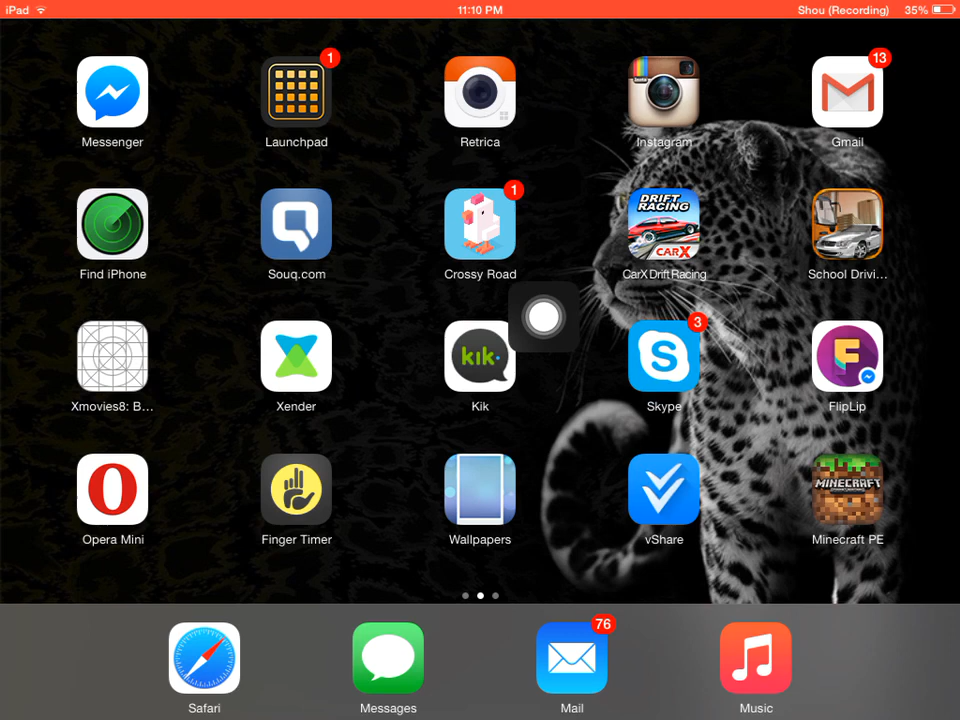 iPad 11:10 PM Shou (Recording) 35%
1 13
Messenger Launchpad Retrica Instagram Gmail
1 DRIFT RACING CARX
Find iPhone Souq.com Crossy Road CarX Drift Racing School Drivi...
kik. S 3 F
Xmovies8: B... Xender Kik Skype FlipLip
MINECRAFT
Opera Mini Finger Timer Wallpapers vShare Minecraft PE
76
Safari Messages Mail Music